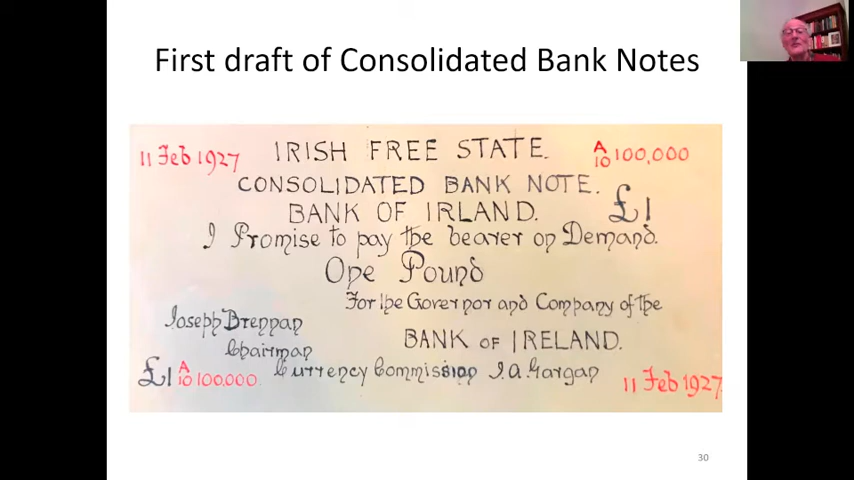 First draft of Consolidated Bank Notes
11 Feb 1927 IRISH FREE STATE. A/10 100,000
CONSOLIDATED BANK NOTE.
BANK OF IRLAND. £1
I Promise to pay the bearer on Demand.
One Pound
For the Governor and Company of the
Joseph Brennan
BANK OF IRELAND.
Chairman
£1 A/10 100,000. Currency Commission J.A. Gargan 11 Feb 1927
30